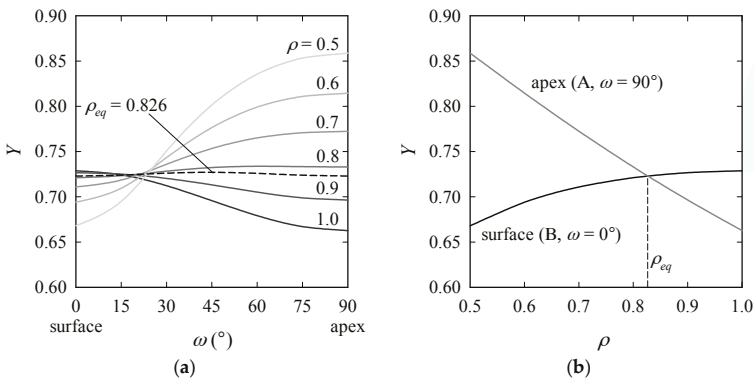 0.90
0.85
0.80
0.75
0.70
0.65
0.60
Y
ρ = 0.5
0.6
ρeq = 0.826
0.7
0.8
0.9
1.0
0 15 30 45 60 75 90
surface ω (°) apex
(a)
0.90
0.85
0.80
0.75
0.70
0.65
0.60
Y
apex (A, ω = 90°)
surface (B, ω = 0°)
ρeq
0.5 0.6 0.7 0.8 0.9 1.0
ρ
(b)